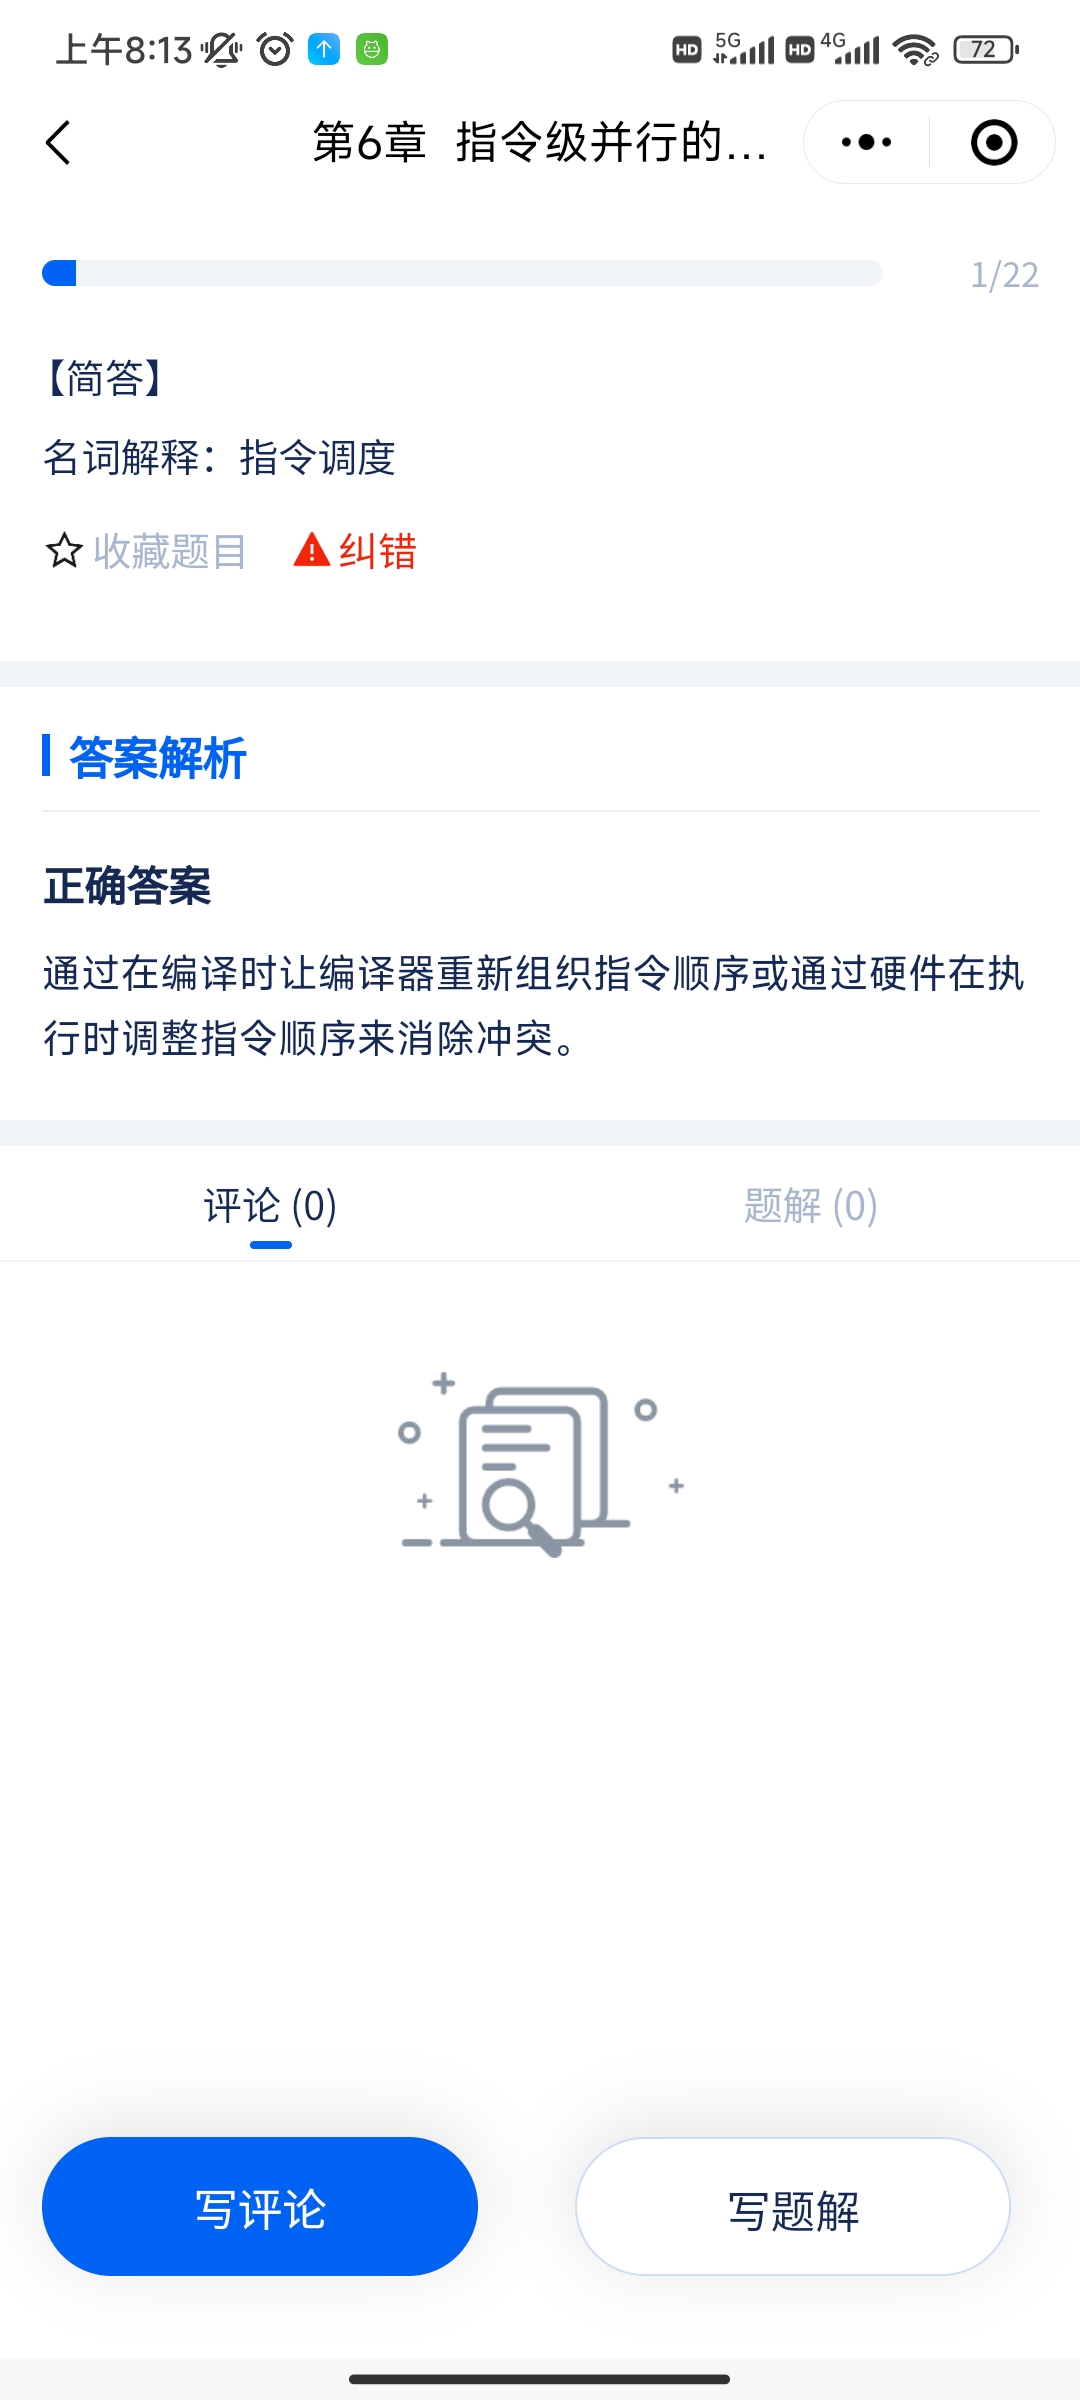 上午8:13
HD 5G HD 4G 72
第6章 指令级并行的...
1/22
【简答】
名词解释：指令调度
收藏题目 纠错
答案解析
正确答案
通过在编译时让编译器重新组织指令顺序或通过硬件在执
行时调整指令顺序来消除冲突。
评论 (0) 题解 (0)
写评论 写题解